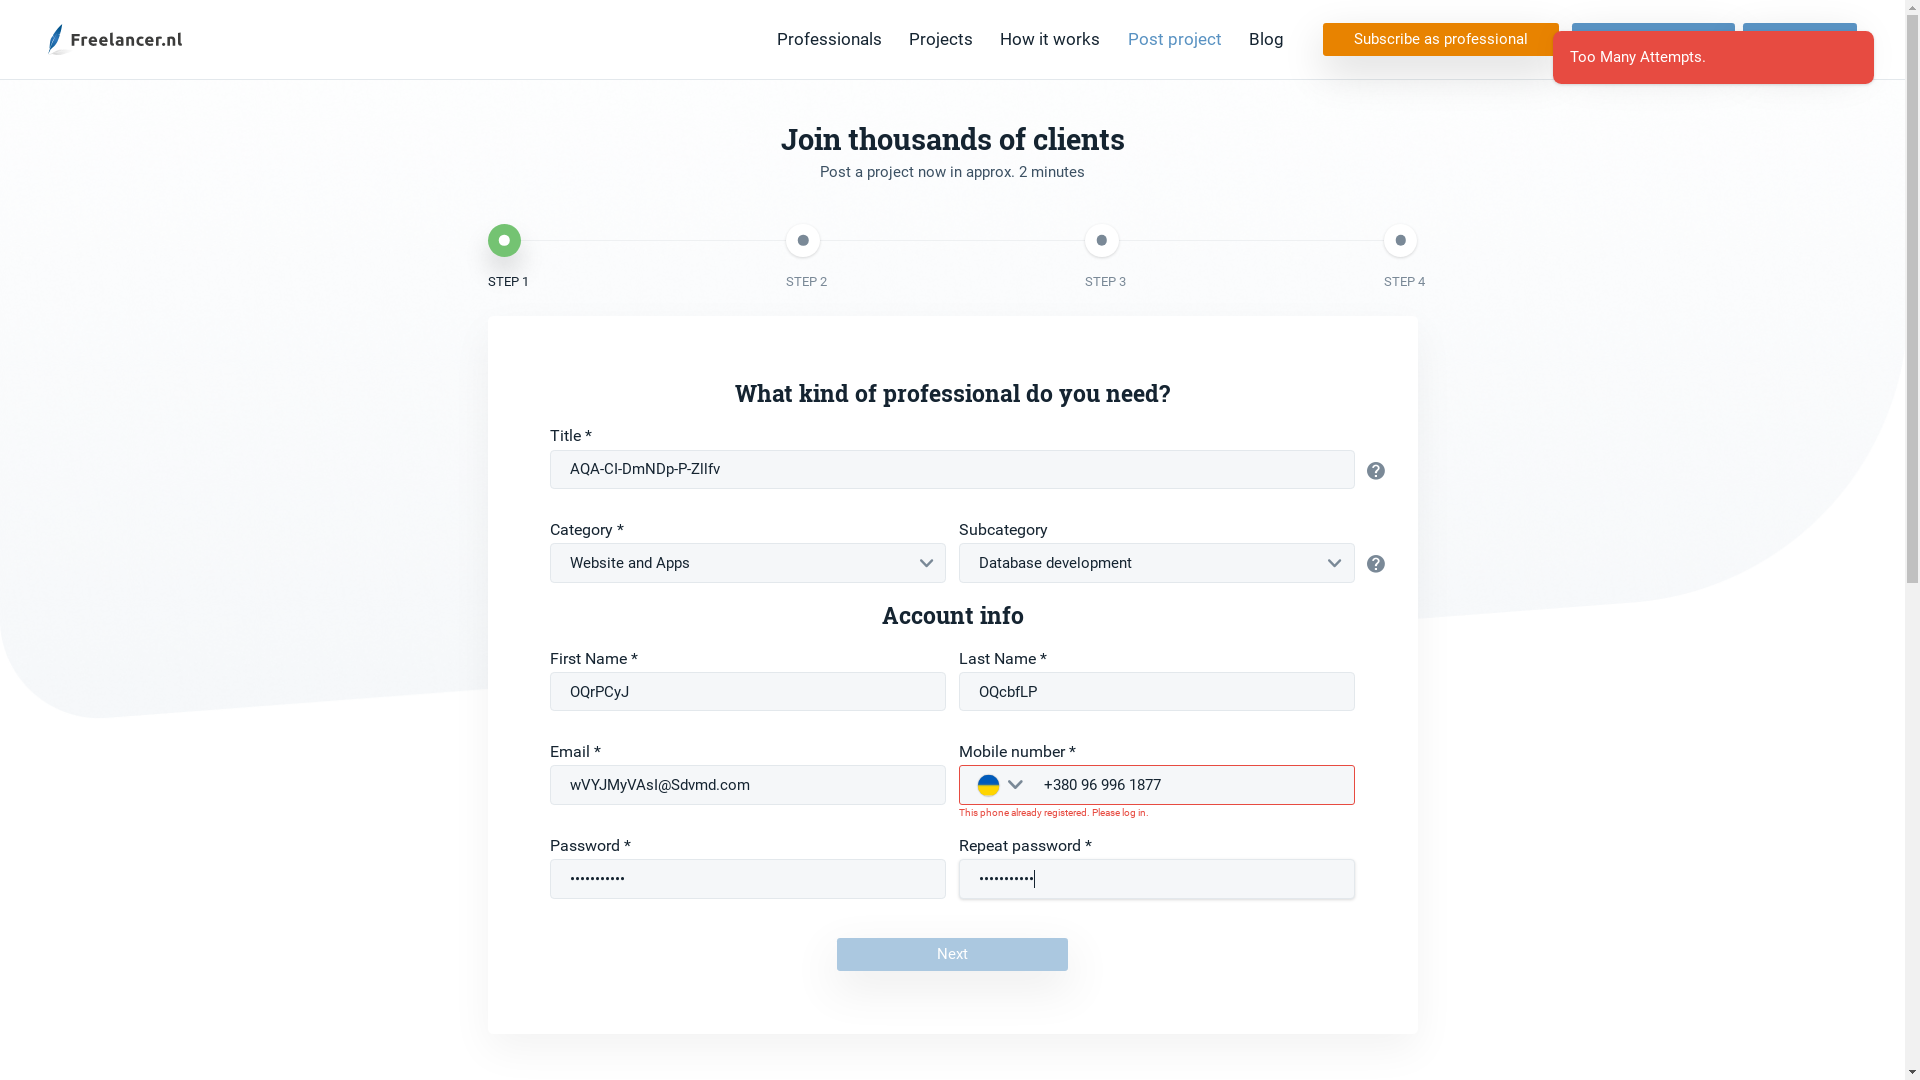 Freelancer.nl
Professionals
Projects
How it works
Post project
Blog
Subscribe as professional
Too Many Attempts.
Join thousands of clients
Post a project now in approx. 2 minutes
STEP 1
STEP 2
STEP 3
STEP 4
What kind of professional do you need?
Title *
AQA-CI-DmNDp-P-ZIlfv
Category *
Subcategory
Website and Apps
Database development
Account info
First Name *
Last Name *
OQrPCyJ
OQcbfLP
Email *
Mobile number *
wVYJMyVAsI@Sdvmd.com
+380 96 996 1877
This phone already registered. Please log in.
Password *
Repeat password *
•••••••••••
•••••••••••
Next